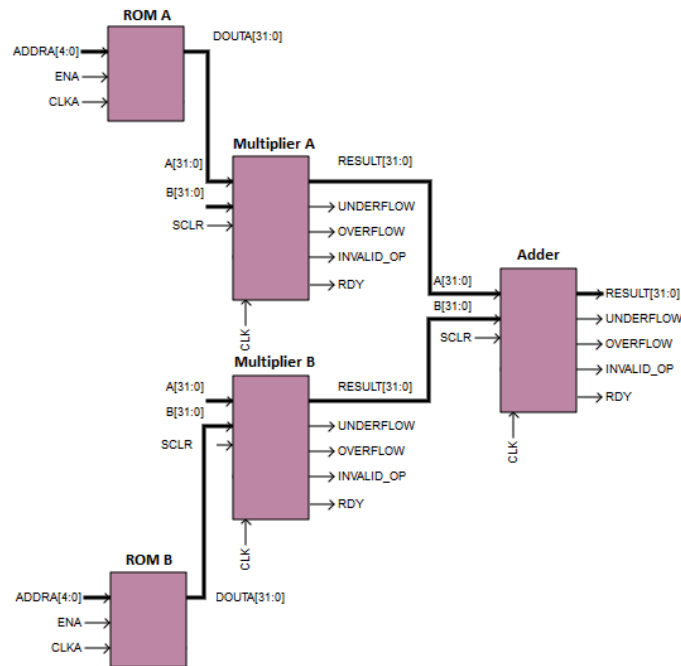 ROM A
ADDRA[4:0]
DOUTA[31:0]
ENA
CLKA
Multiplier A
A[31:0]
RESULT[31:0]
B[31:0]
UNDERFLOW
SCLR
OVERFLOW
INVALID_OP
RDY
CLK
Adder
A[31:0]
RESULT[31:0]
B[31:0]
UNDERFLOW
SCLR
OVERFLOW
INVALID_OP
RDY
CLK
Multiplier B
A[31:0]
RESULT[31:0]
B[31:0]
UNDERFLOW
SCLR
OVERFLOW
INVALID_OP
RDY
CLK
ROM B
ADDRA[4:0]
DOUTA[31:0]
ENA
CLKA